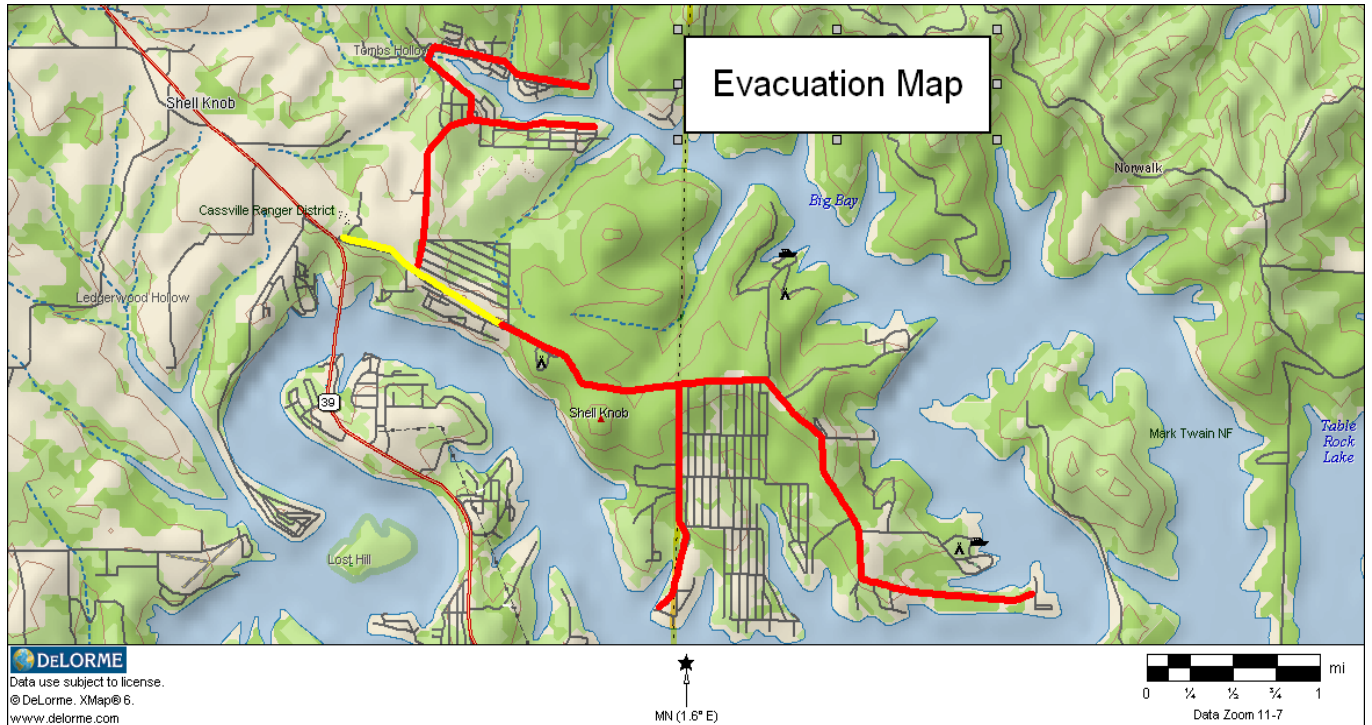 Evacuation Map
Tombs Hollow
Shell Knob
Norwalk
Big Bay
Cassville Ranger District
Ledgerwood Hollow
39
Shell Knob
Mark Twain NF
Table
Rock
Lake
Lost Hill
DELORME
Data use subject to license.
© DeLorme. XMap® 6.
www.delorme.com
MN (1.6° E)
mi
0 ¼ ½ ¾ 1
Data Zoom 11-7